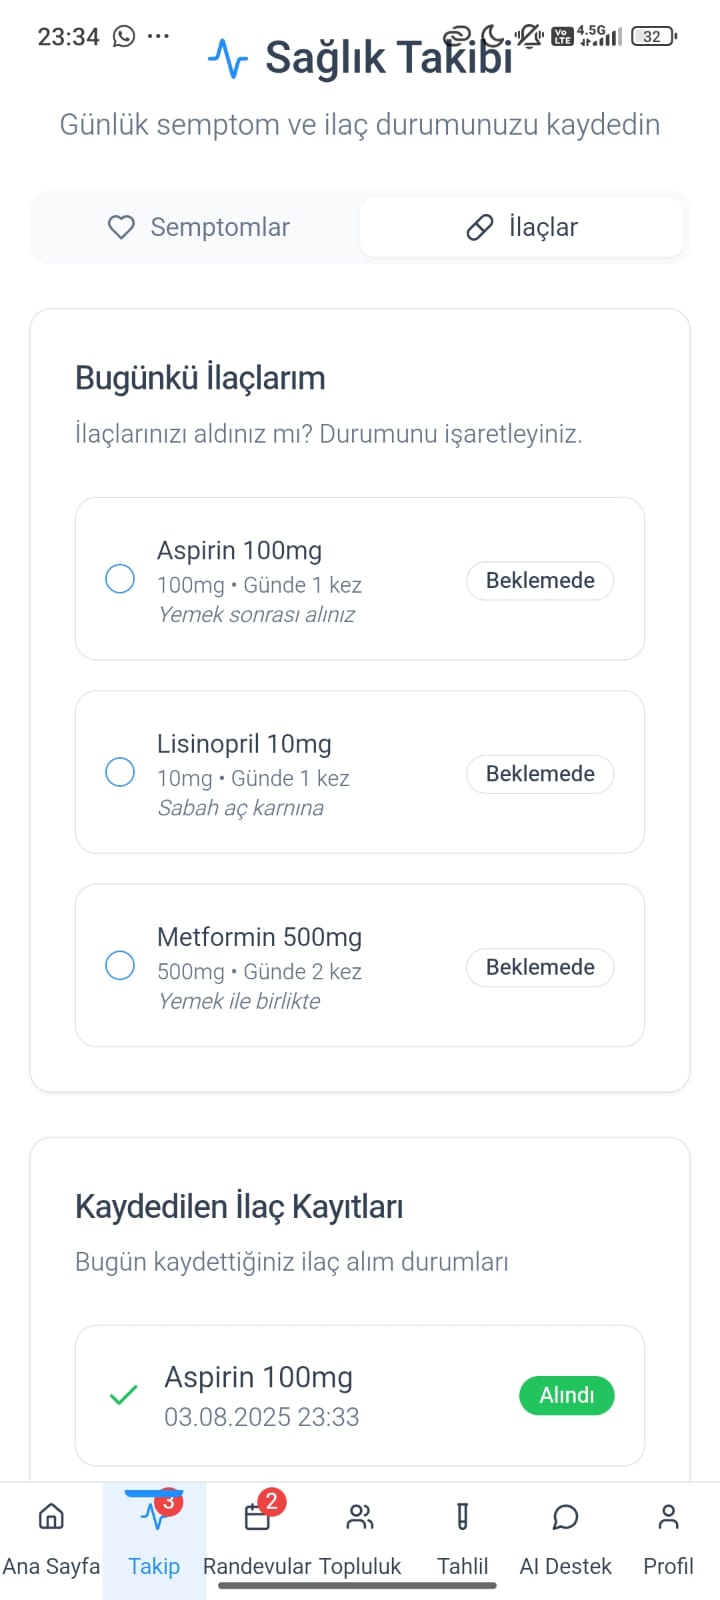 23:34
VoLTE 4.5G 32
Sağlık Takibi
Günlük semptom ve ilaç durumunuzu kaydedin
Semptomlar
İlaçlar
Bugünkü İlaçlarım
İlaçlarınızı aldınız mı? Durumunu işaretleyiniz.
Aspirin 100mg
100mg • Günde 1 kez
Yemek sonrası alınız
Beklemede
Lisinopril 10mg
10mg • Günde 1 kez
Sabah aç karnına
Beklemede
Metformin 500mg
500mg • Günde 2 kez
Yemek ile birlikte
Beklemede
Kaydedilen İlaç Kayıtları
Bugün kaydettiğiniz ilaç alım durumları
Aspirin 100mg
03.08.2025 23:33
Alındı
3
2
Ana Sayfa
Takip
Randevular
Topluluk
Tahlil
AI Destek
Profil